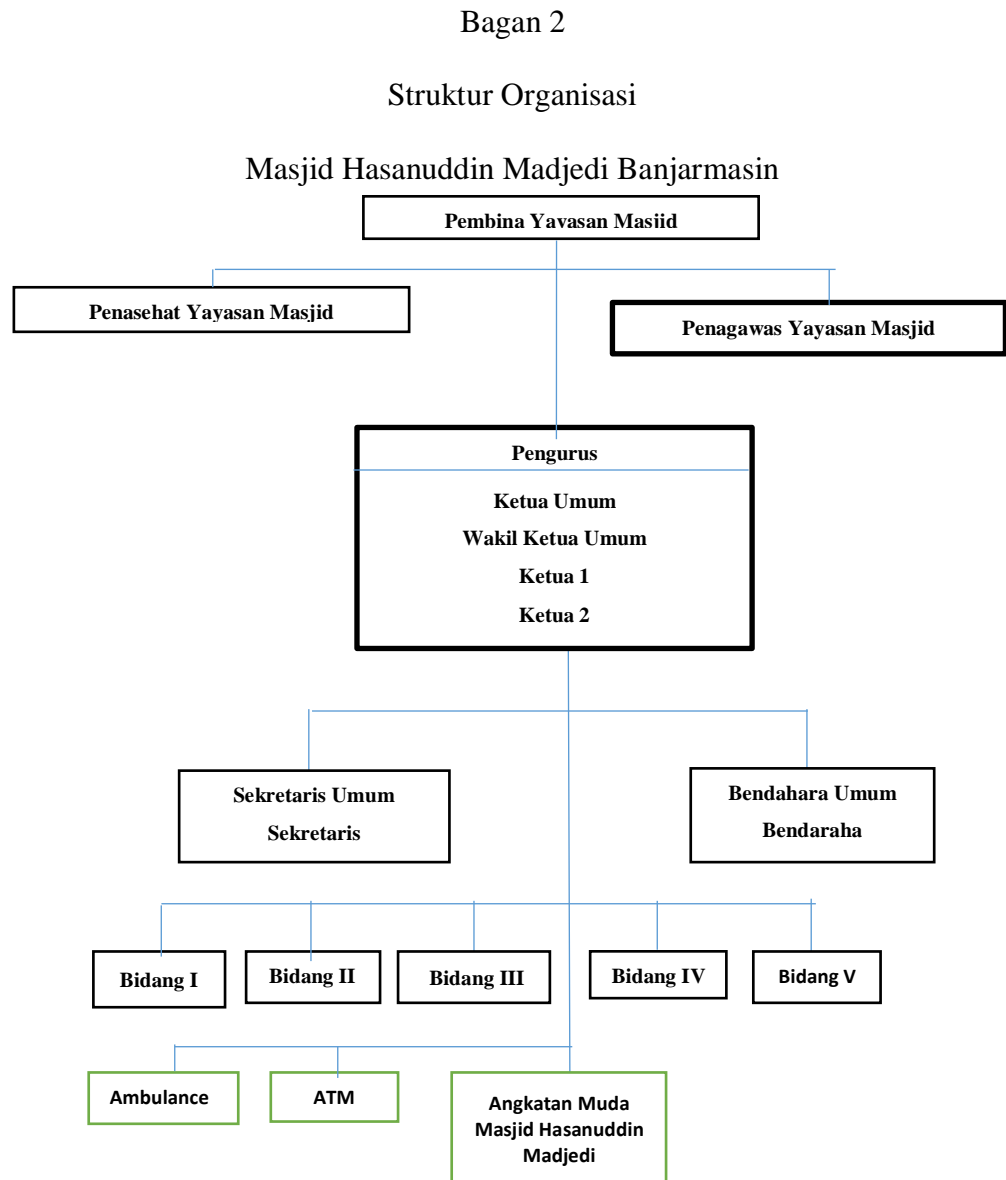 Bagan 2
Struktur Organisasi
Masjid Hasanuddin Madjedi Banjarmasin
Pembina Yayasan Masjid
Penasehat Yayasan Masjid
Penagawas Yayasan Masjid
Pengurus
Ketua Umum
Wakil Ketua Umum
Ketua 1
Ketua 2
Sekretaris Umum
Sekretaris
Bendahara Umum
Bendaraha
Bidang I
Bidang II
Bidang III
Bidang IV
Bidang V
Ambulance
ATM
Angkatan Muda
Masjid Hasanuddin
Madjedi